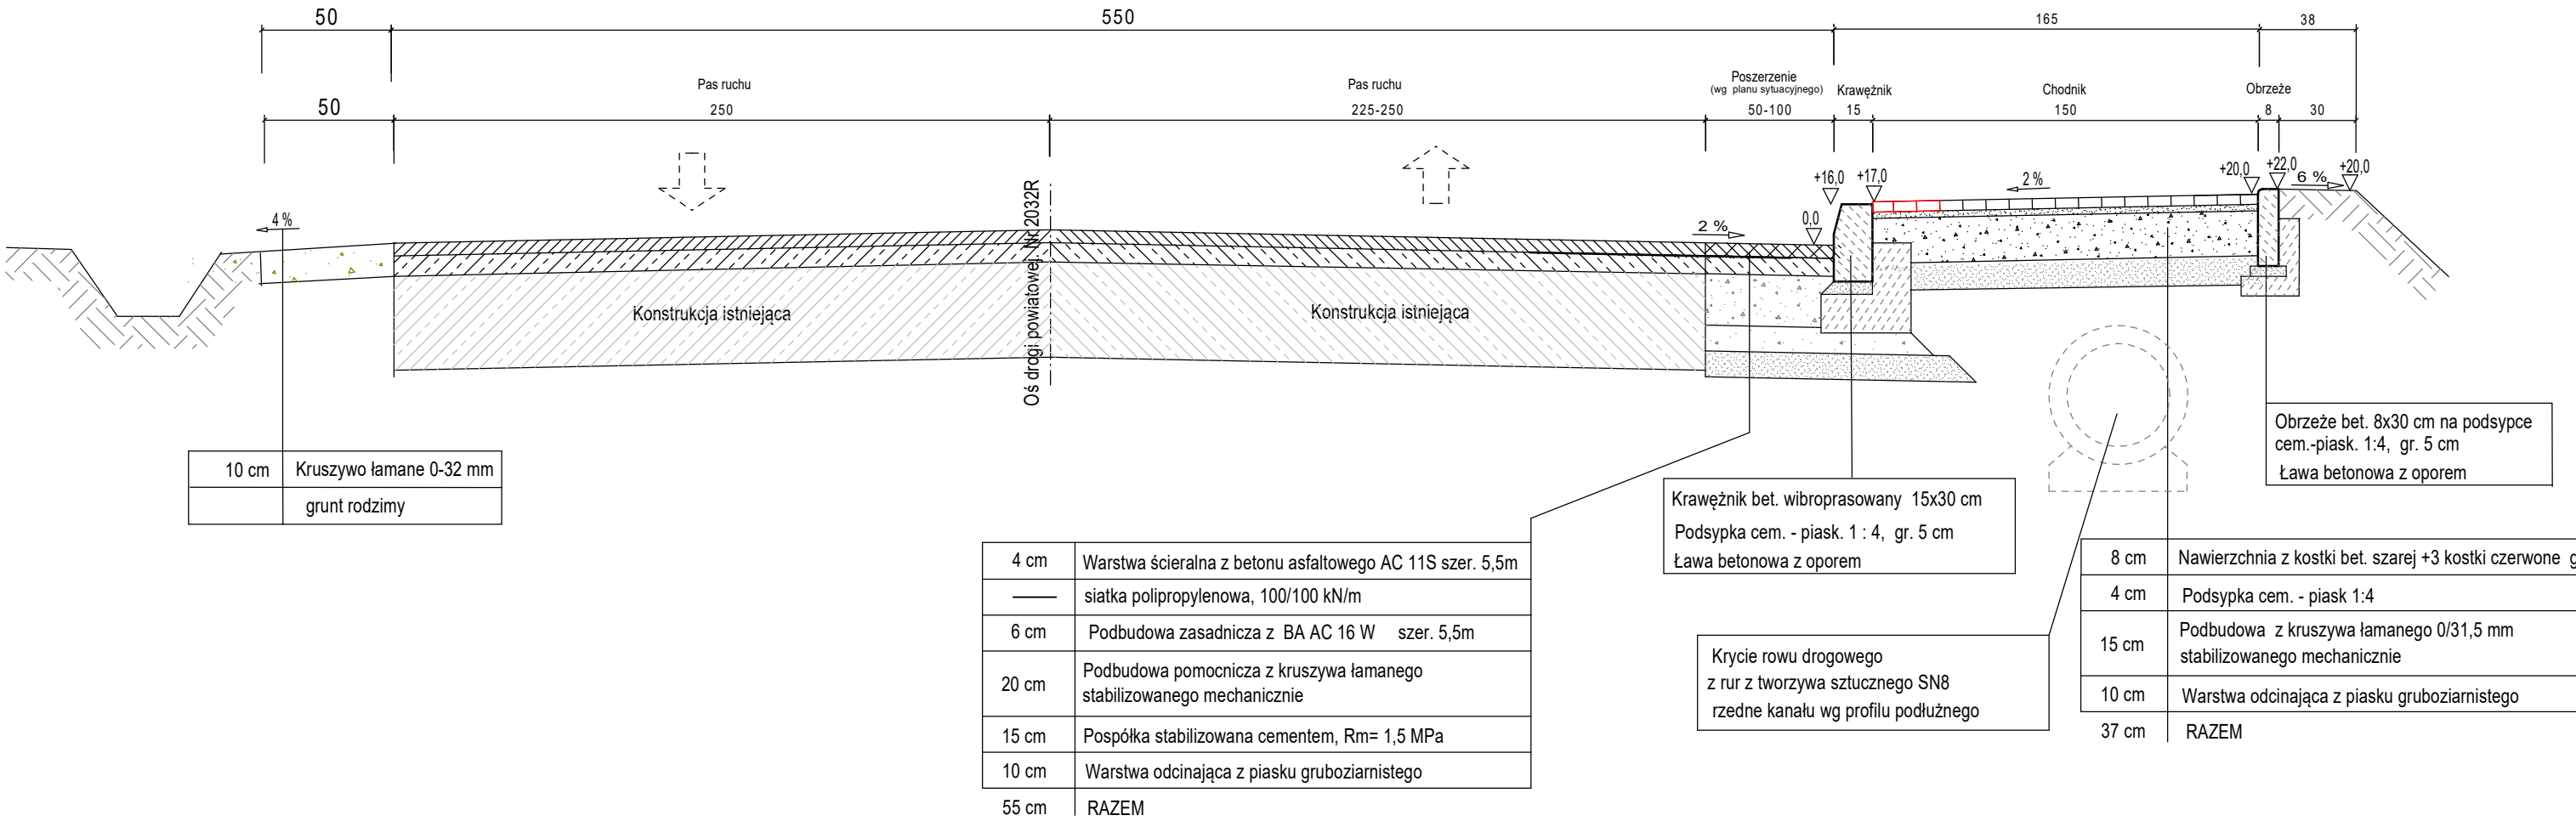 50
550
165
38
Pas ruchu
Pas ruchu
Poszerzenie
(wg planu sytuacyjnego)
Krawężnik
Chodnik
Obrzeże
50
250
225-250
50-100
15
150
8
30
+16,0
+17,0
2 %
+20,0
+22,0
+20,0
6 %
4 %
2 %
0,0
Oś drogi powiatowej Nr 2032R
Konstrukcja istniejąca
Konstrukcja istniejąca
10 cm Kruszywo łamane 0-32 mm
grunt rodzimy
4 cm Warstwa ścieralna z betonu asfaltowego AC 11S szer. 5,5m
siatka polipropylenowa, 100/100 kN/m
6 cm Podbudowa zasadnicza z BA AC 16 W szer. 5,5m
20 cm Podbudowa pomocnicza z kruszywa łamanego
stabilizowanego mechanicznie
15 cm Pospółka stabilizowana cementem, Rm= 1,5 MPa
10 cm Warstwa odcinająca z piasku gruboziarnistego
55 cm RAZEM
Krawężnik bet. wibroprasowany 15x30 cm
Podsypka cem. - piask. 1 : 4, gr. 5 cm
Ława betonowa z oporem
Krycie rowu drogowego
z rur z tworzywa sztucznego SN8
rzedne kanału wg profilu podłużnego
Obrzeże bet. 8x30 cm na podsypce
cem.-piask. 1:4, gr. 5 cm
Ława betonowa z oporem
8 cm Nawierzchnia z kostki bet. szarej +3 kostki czerwone g
4 cm Podsypka cem. - piask 1:4
15 cm Podbudowa z kruszywa łamanego 0/31,5 mm
stabilizowanego mechanicznie
10 cm Warstwa odcinająca z piasku gruboziarnistego
37 cm RAZEM